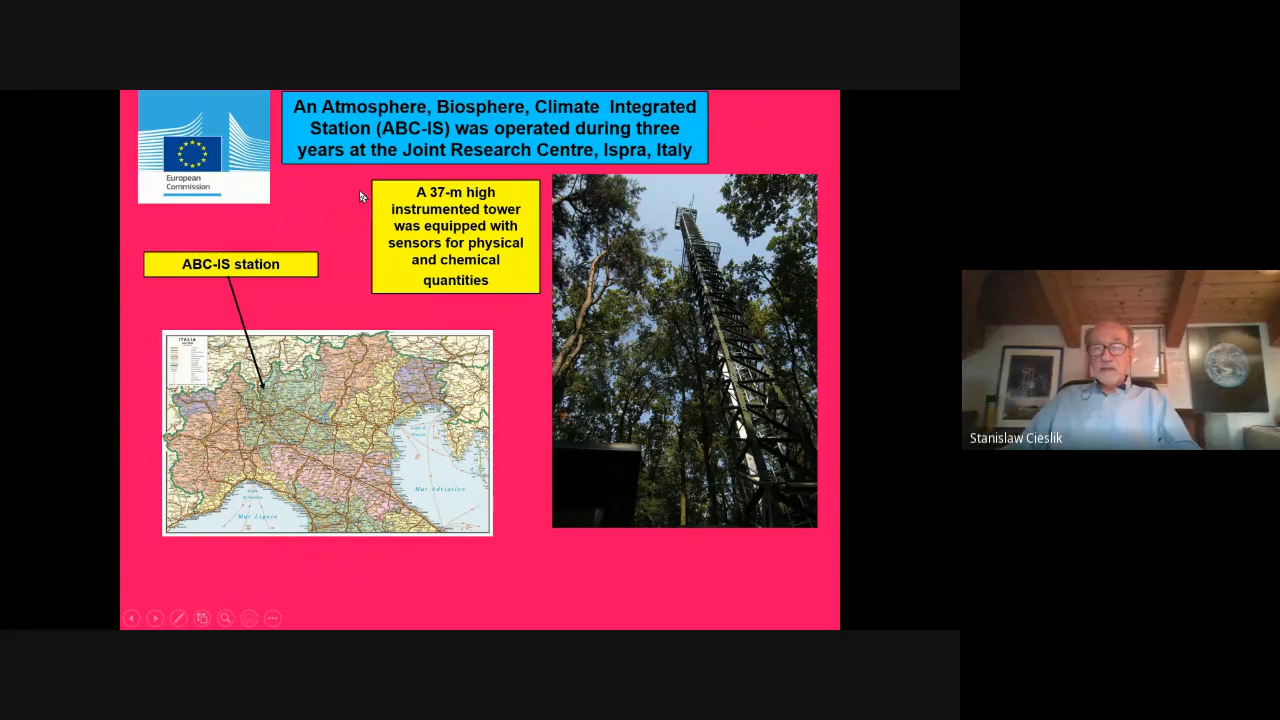 An Atmosphere, Biosphere, Climate Integrated
Station (ABC-IS) was operated during three
years at the Joint Research Centre, Ispra, Italy
European
Commission
A 37-m high
instrumented tower
was equipped with
sensors for physical
and chemical
quantities
ABC-IS station
ITALIA
Mar Adriatico
Mar Ligure
Stanislaw Cieslik